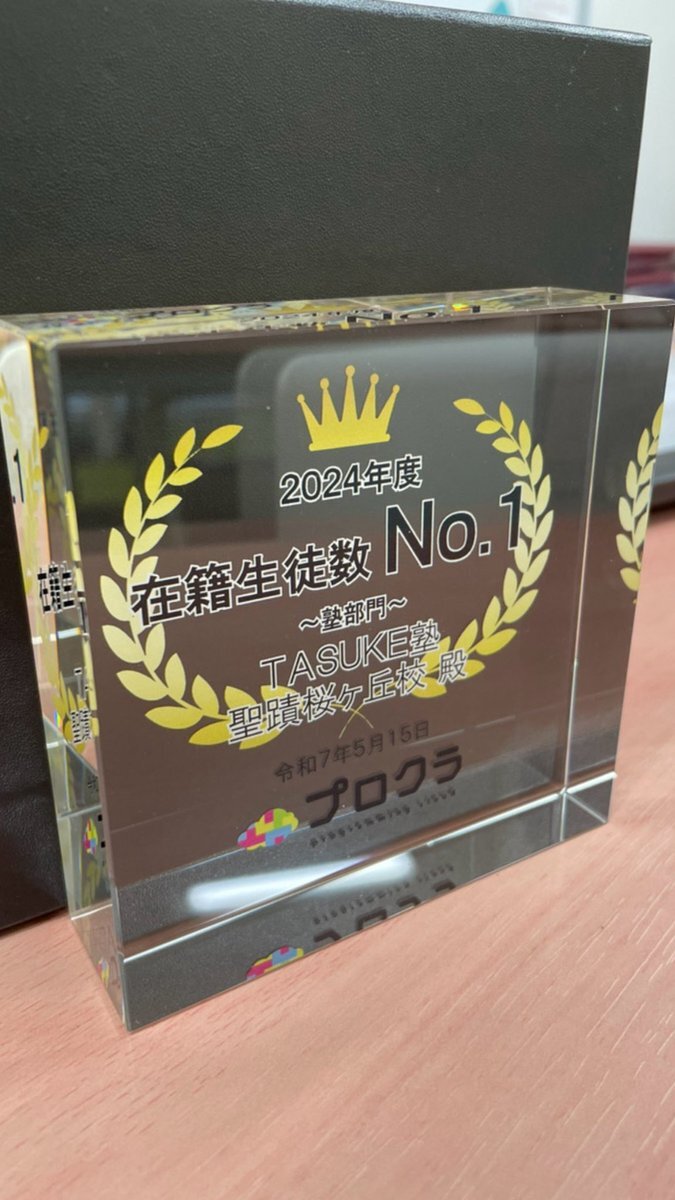 2024年度
在籍生徒数 No.1
~塾部門~
TASUKE塾
聖蹟桜ヶ丘校 殿
令和7年5月15日
プロクラ